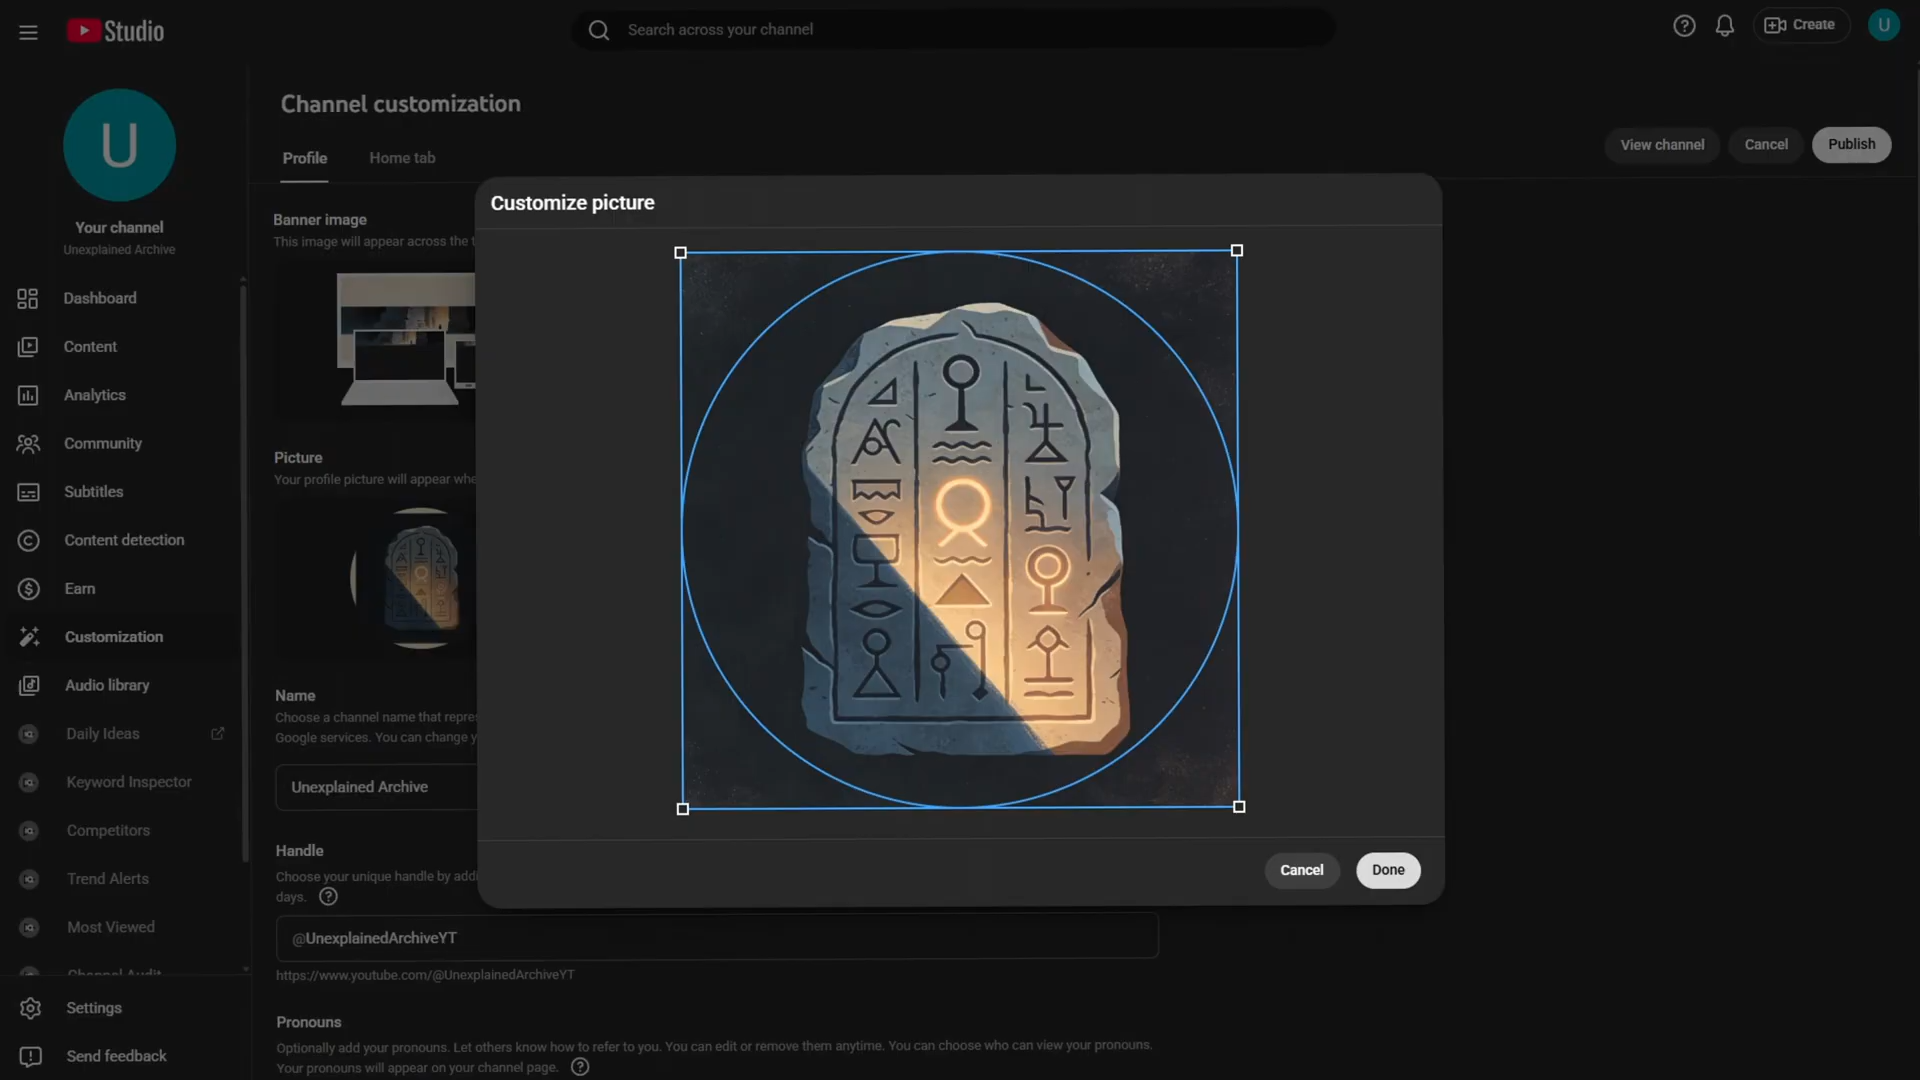 Studio
Search across your channel
Create
U
U
Your channel
Unexplained Archive
Dashboard
Content
Analytics
Community
Subtitles
Content detection
Earn
Customization
Audio library
Daily Ideas
Keyword Inspector
Competitors
Trend Alerts
Most Viewed
Channel Audit
Settings
Send feedback
Channel customization
Profile
Home tab
View channel
Cancel
Publish
Banner image
This image will appear across the
Picture
Your profile picture will appear
Name
Choose a channel name that
Google services. You can change
Unexplained Archive
Handle
Choose your unique handle by
days.
@UnexplainedArchiveYT
https://www.youtube.com/@UnexplainedArchiveYT
Pronouns
Optionally add your pronouns. Let others know how to refer to you. You can edit or remove them anytime. You can choose who can view your pronouns.
Your pronouns will appear on your channel page.
Customize picture
Cancel
Done